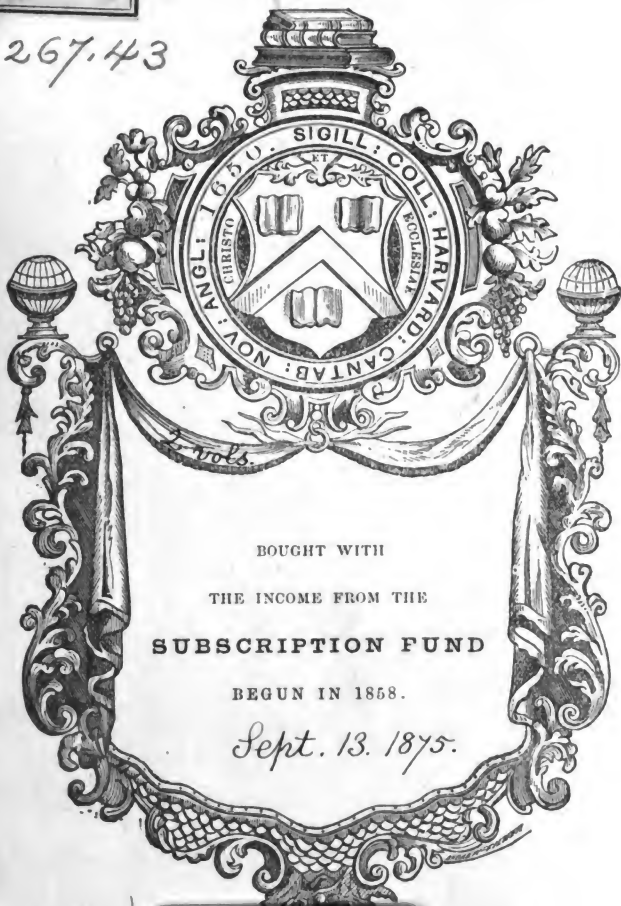 267.43
SIGILL: COLL: HARVARD: CANTAB: NOV: ANGL: 1650.
ET
CHRISTO
ECCLESIAE
2 vols.
BOUGHT WITH
THE INCOME FROM THE
SUBSCRIPTION FUND
BEGUN IN 1858.
Sept. 13. 1875.